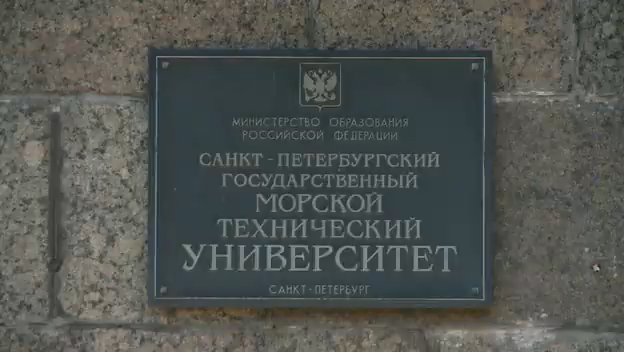 МИНИСТЕРСТВО ОБРАЗОВАНИЯ
РОССИЙСКОЙ ФЕДЕРАЦИИ
САНКТ-ПЕТЕРБУРГСКИЙ
ГОСУДАРСТВЕННЫЙ
МОРСКОЙ
ТЕХНИЧЕСКИЙ
УНИВЕРСИТЕТ
САНКТ-ПЕТЕРБУРГ